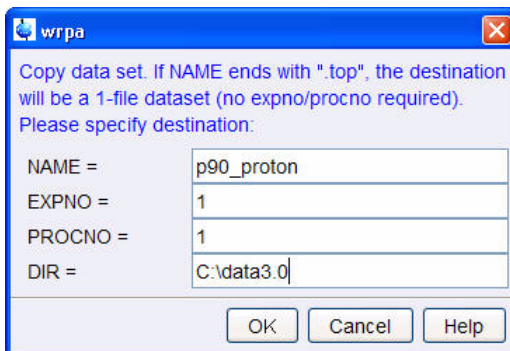 wrpa
Copy data set. If NAME ends with ".top", the destination
will be a 1-file dataset (no expno/procno required).
Please specify destination:
NAME = p90_proton
EXPNO = 1
PROCNO = 1
DIR = C:\data3.0
OK Cancel Help